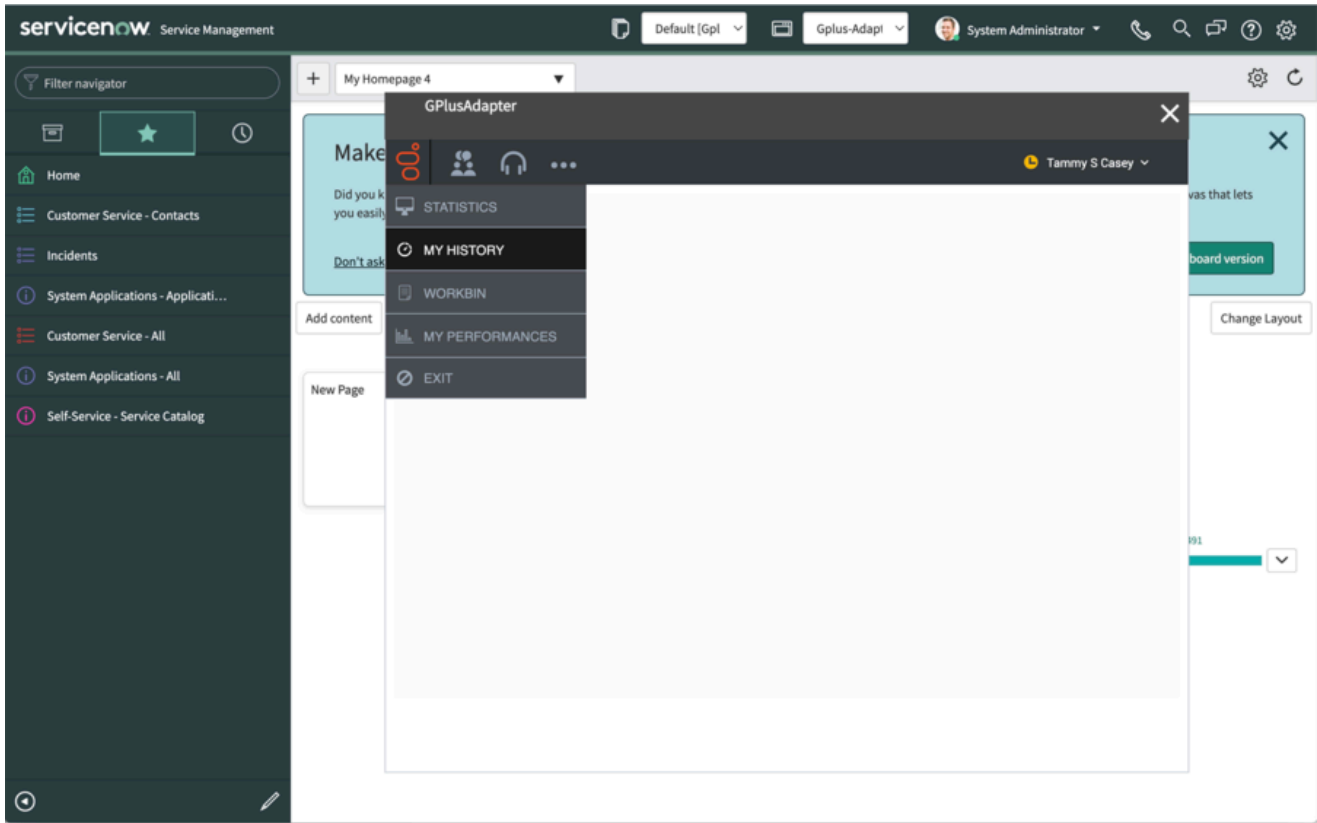 servicenow. Service Management
Default [Gpl
Gplus-Adapt
System Administrator
Filter navigator
Home
Customer Service - Contacts
Incidents
System Applications - Applicati...
Customer Service - All
System Applications - All
Self-Service - Service Catalog
+ My Homepage 4
GPlusAdapter
Make
Did you k
you easily
Don't ask
vas that lets
board version
Tammy S Casey
STATISTICS
MY HISTORY
WORKBIN
MY PERFORMANCES
EXIT
Add content
Change Layout
New Page
491